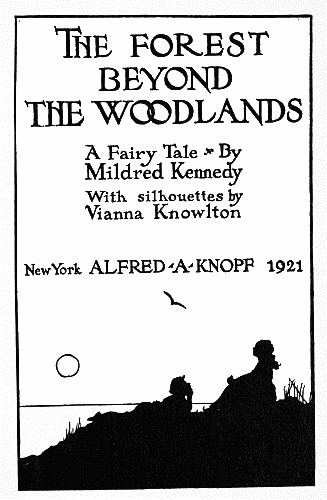 THE FOREST
BEYOND
THE WOODLANDS
A Fairy Tale * By
Mildred Kennedy
With silhouettes by
Vianna Knowlton
New York ALFRED·A·KNOPF 1921